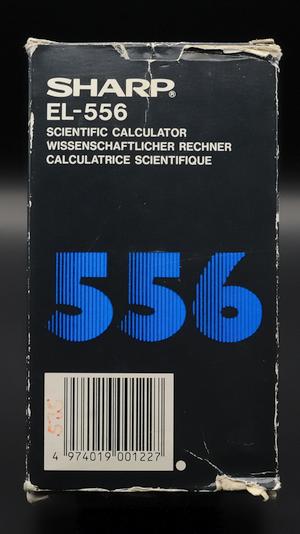 SHARP®
EL-556
SCIENTIFIC CALCULATOR
WISSENSCHAFTLICHER RECHNER
CALCULATRICE SCIENTIFIQUE
556
4 974019 001227